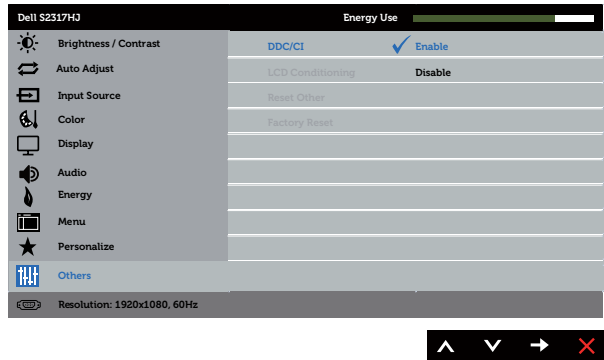 Dell S2317HJ Energy Use
Brightness / Contrast
DDC/CI Enable
Auto Adjust
LCD Conditioning Disable
Input Source
Reset Other
Color
Factory Reset
Display
Audio
Energy
Menu
Personalize
Others
Resolution: 1920x1080, 60Hz